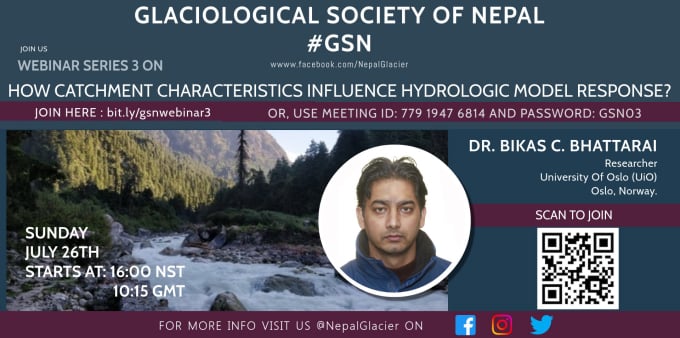 GLACIOLOGICAL SOCIETY OF NEPAL
#GSN
www.facebook.com/NepalGlacier
JOIN US
WEBINAR SERIES 3 ON
HOW CATCHMENT CHARACTERISTICS INFLUENCE HYDROLOGIC MODEL RESPONSE?
JOIN HERE : bit.ly/gsnwebinar3
OR, USE MEETING ID: 779 1947 6814 AND PASSWORD: GSN03
DR. BIKAS C. BHATTARAI
Researcher
University Of Oslo (UiO)
Oslo, Norway.
SCAN TO JOIN
SUNDAY
JULY 26TH
STARTS AT: 16:00 NST
10:15 GMT
FOR MORE INFO VISIT US @NepalGlacier ON